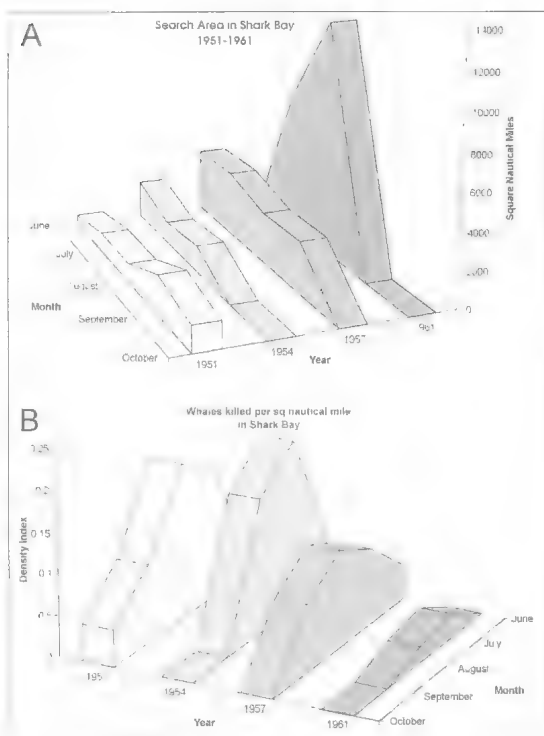 A
Search Area in Shark Bay
1951-1961
14000
12000
10000
8000
6000
4000
0
Square Nautical Miles
June
July
Month
September
October
1951
1954
Year
B
Whales killed per sq nautical mile
in Shark Bay
0.15
Density Index
1954
1957
1961
Year
June
July
August
September
October
Month